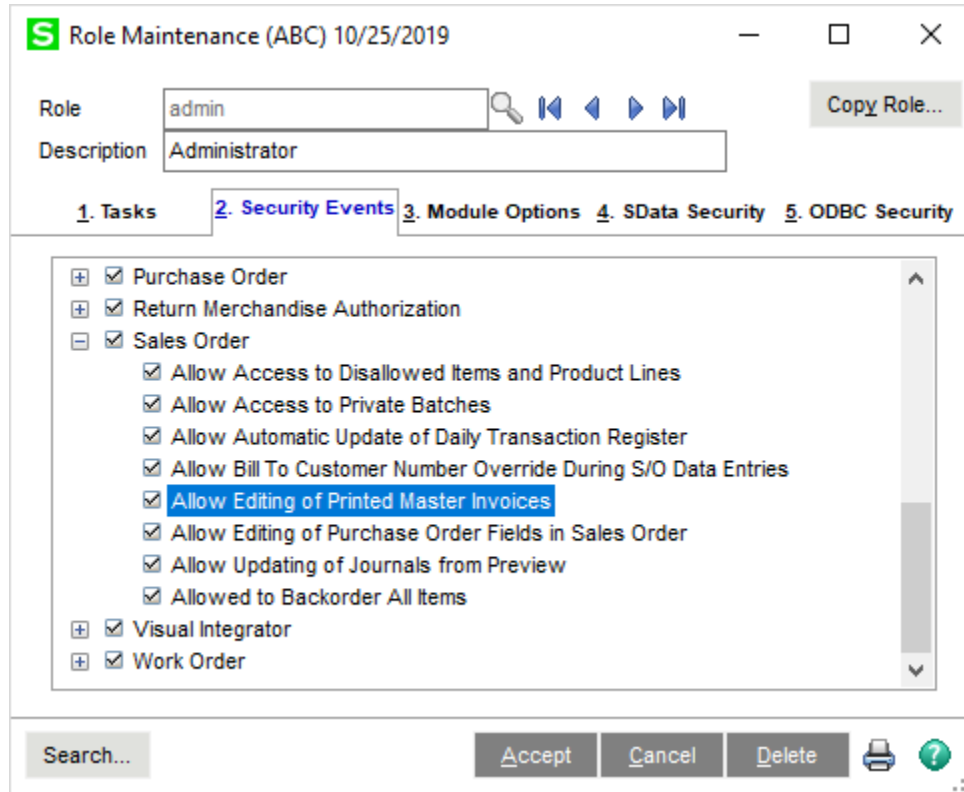 S Role Maintenance (ABC) 10/25/2019
Role admin Copy Role...
Description Administrator
1. Tasks 2. Security Events 3. Module Options 4. SData Security 5. ODBC Security
Purchase Order
Return Merchandise Authorization
Sales Order
Allow Access to Disallowed Items and Product Lines
Allow Access to Private Batches
Allow Automatic Update of Daily Transaction Register
Allow Bill To Customer Number Override During S/O Data Entries
Allow Editing of Printed Master Invoices
Allow Editing of Purchase Order Fields in Sales Order
Allow Updating of Journals from Preview
Allowed to Backorder All Items
Visual Integrator
Work Order
Search... Accept Cancel Delete ?